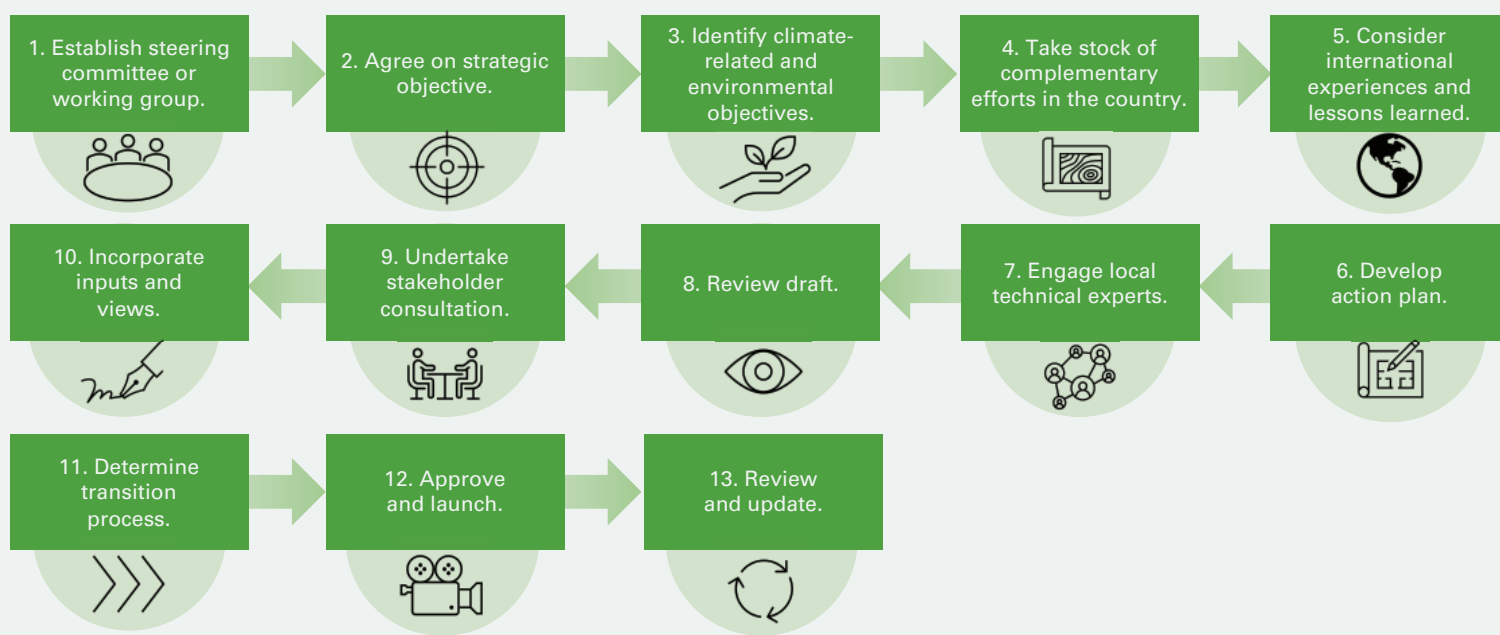 1. Establish steering
committee or
working group.
2. Agree on strategic
objective.
3. Identify climate-
related and
environmental
objectives.
4. Take stock of
complementary
efforts in the country.
5. Consider
international
experiences and
lessons learned.
6. Develop
action plan.
7. Engage local
technical experts.
8. Review draft.
9. Undertake
stakeholder
consultation.
10. Incorporate
inputs and
views.
11. Determine
transition
process.
12. Approve
and launch.
13. Review
and update.